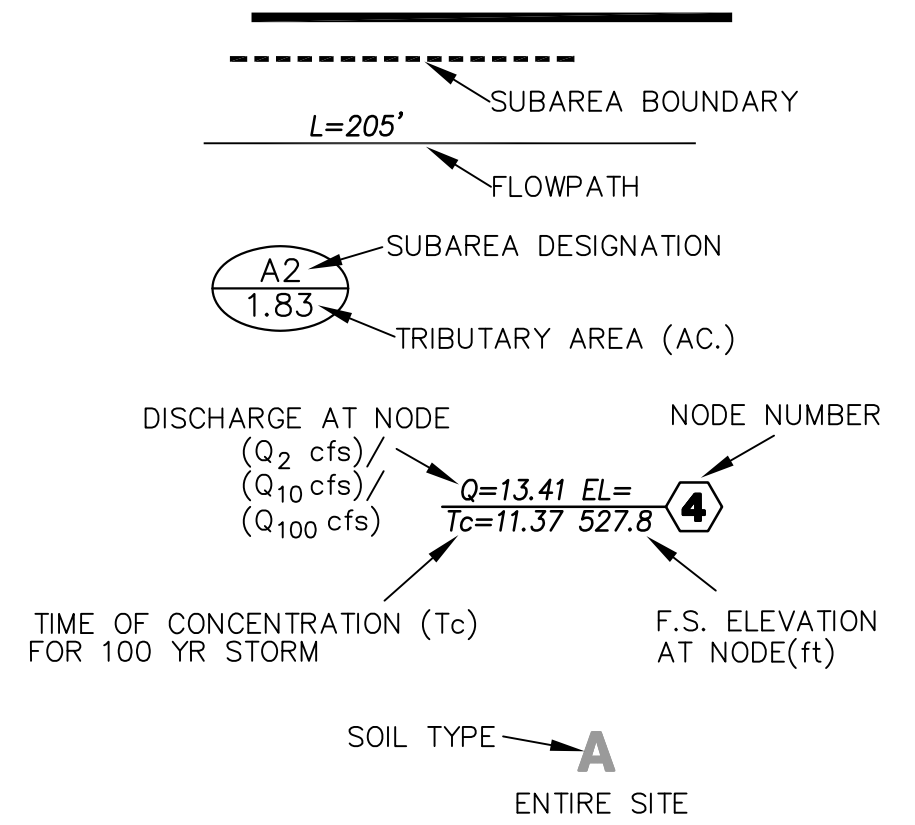 SUBAREA BOUNDARY
L=205'
FLOWPATH
SUBAREA DESIGNATION
A2
1.83
TRIBUTARY AREA (AC.)
DISCHARGE AT NODE
(Q2 cfs)/
(Q10 cfs)/
(Q100 cfs)
NODE NUMBER
Q=13.41 EL=
Tc=11.37 527.8
4
TIME OF CONCENTRATION (Tc)
FOR 100 YR STORM
F.S. ELEVATION
AT NODE(ft)
SOIL TYPE
A
ENTIRE SITE